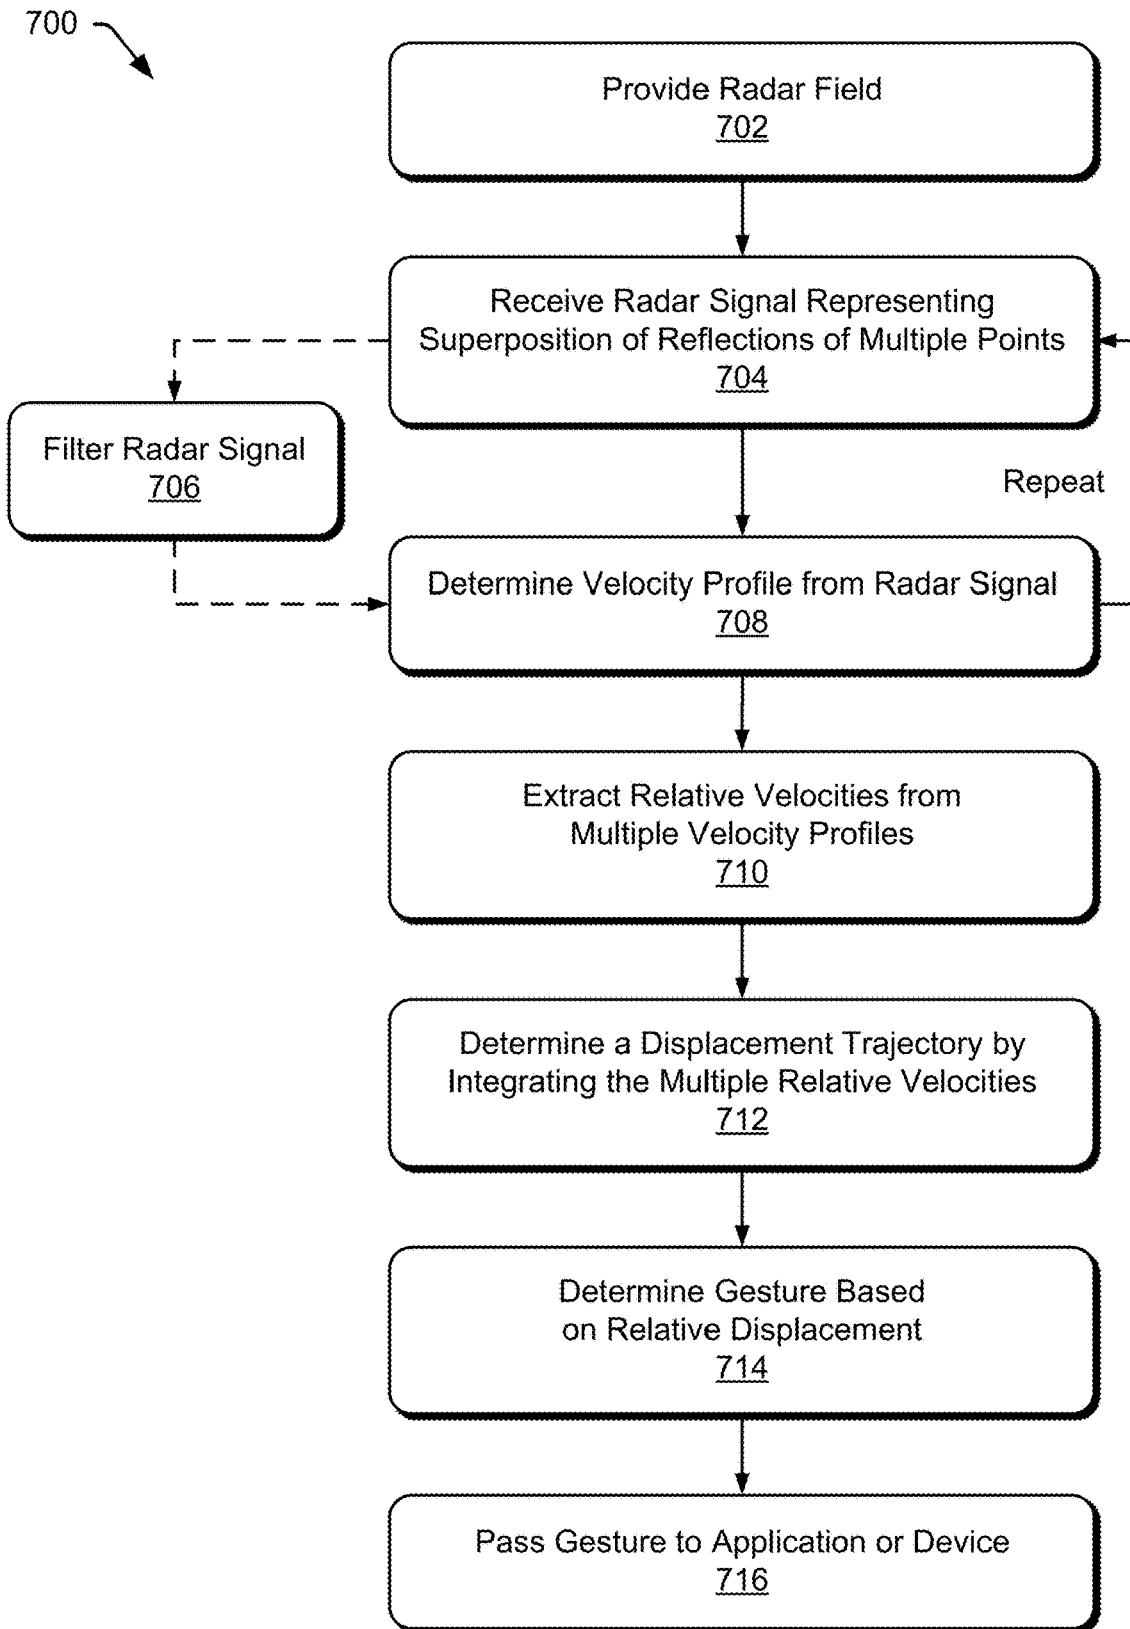 700
Provide Radar Field
702
Receive Radar Signal Representing
Superposition of Reflections of Multiple Points
704
Filter Radar Signal
706
Repeat
Determine Velocity Profile from Radar Signal
708
Extract Relative Velocities from
Multiple Velocity Profiles
710
Determine a Displacement Trajectory by
Integrating the Multiple Relative Velocities
712
Determine Gesture Based
on Relative Displacement
714
Pass Gesture to Application or Device
716